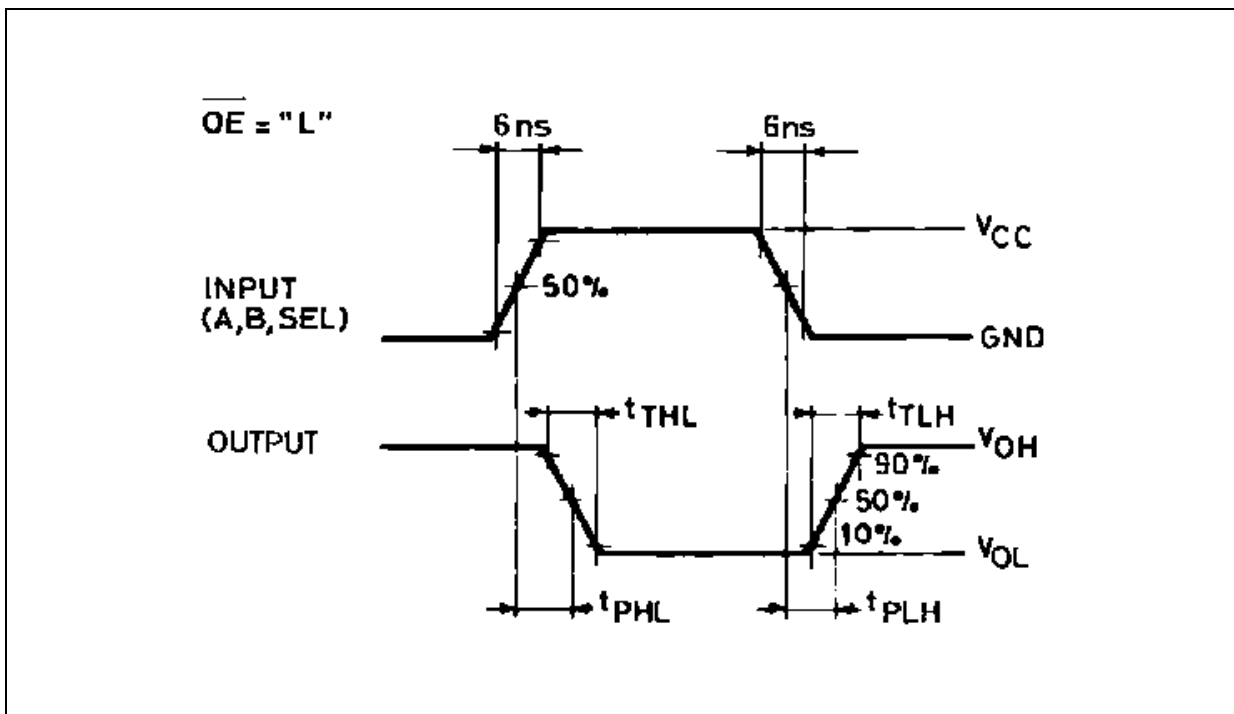 OE = "L"
6ns
6ns
VCC
INPUT
(A,B,SEL)
50%
GND
tTHL
tTLH
OUTPUT
VOH
90%
50%
10%
VOL
tPHL
tPLH